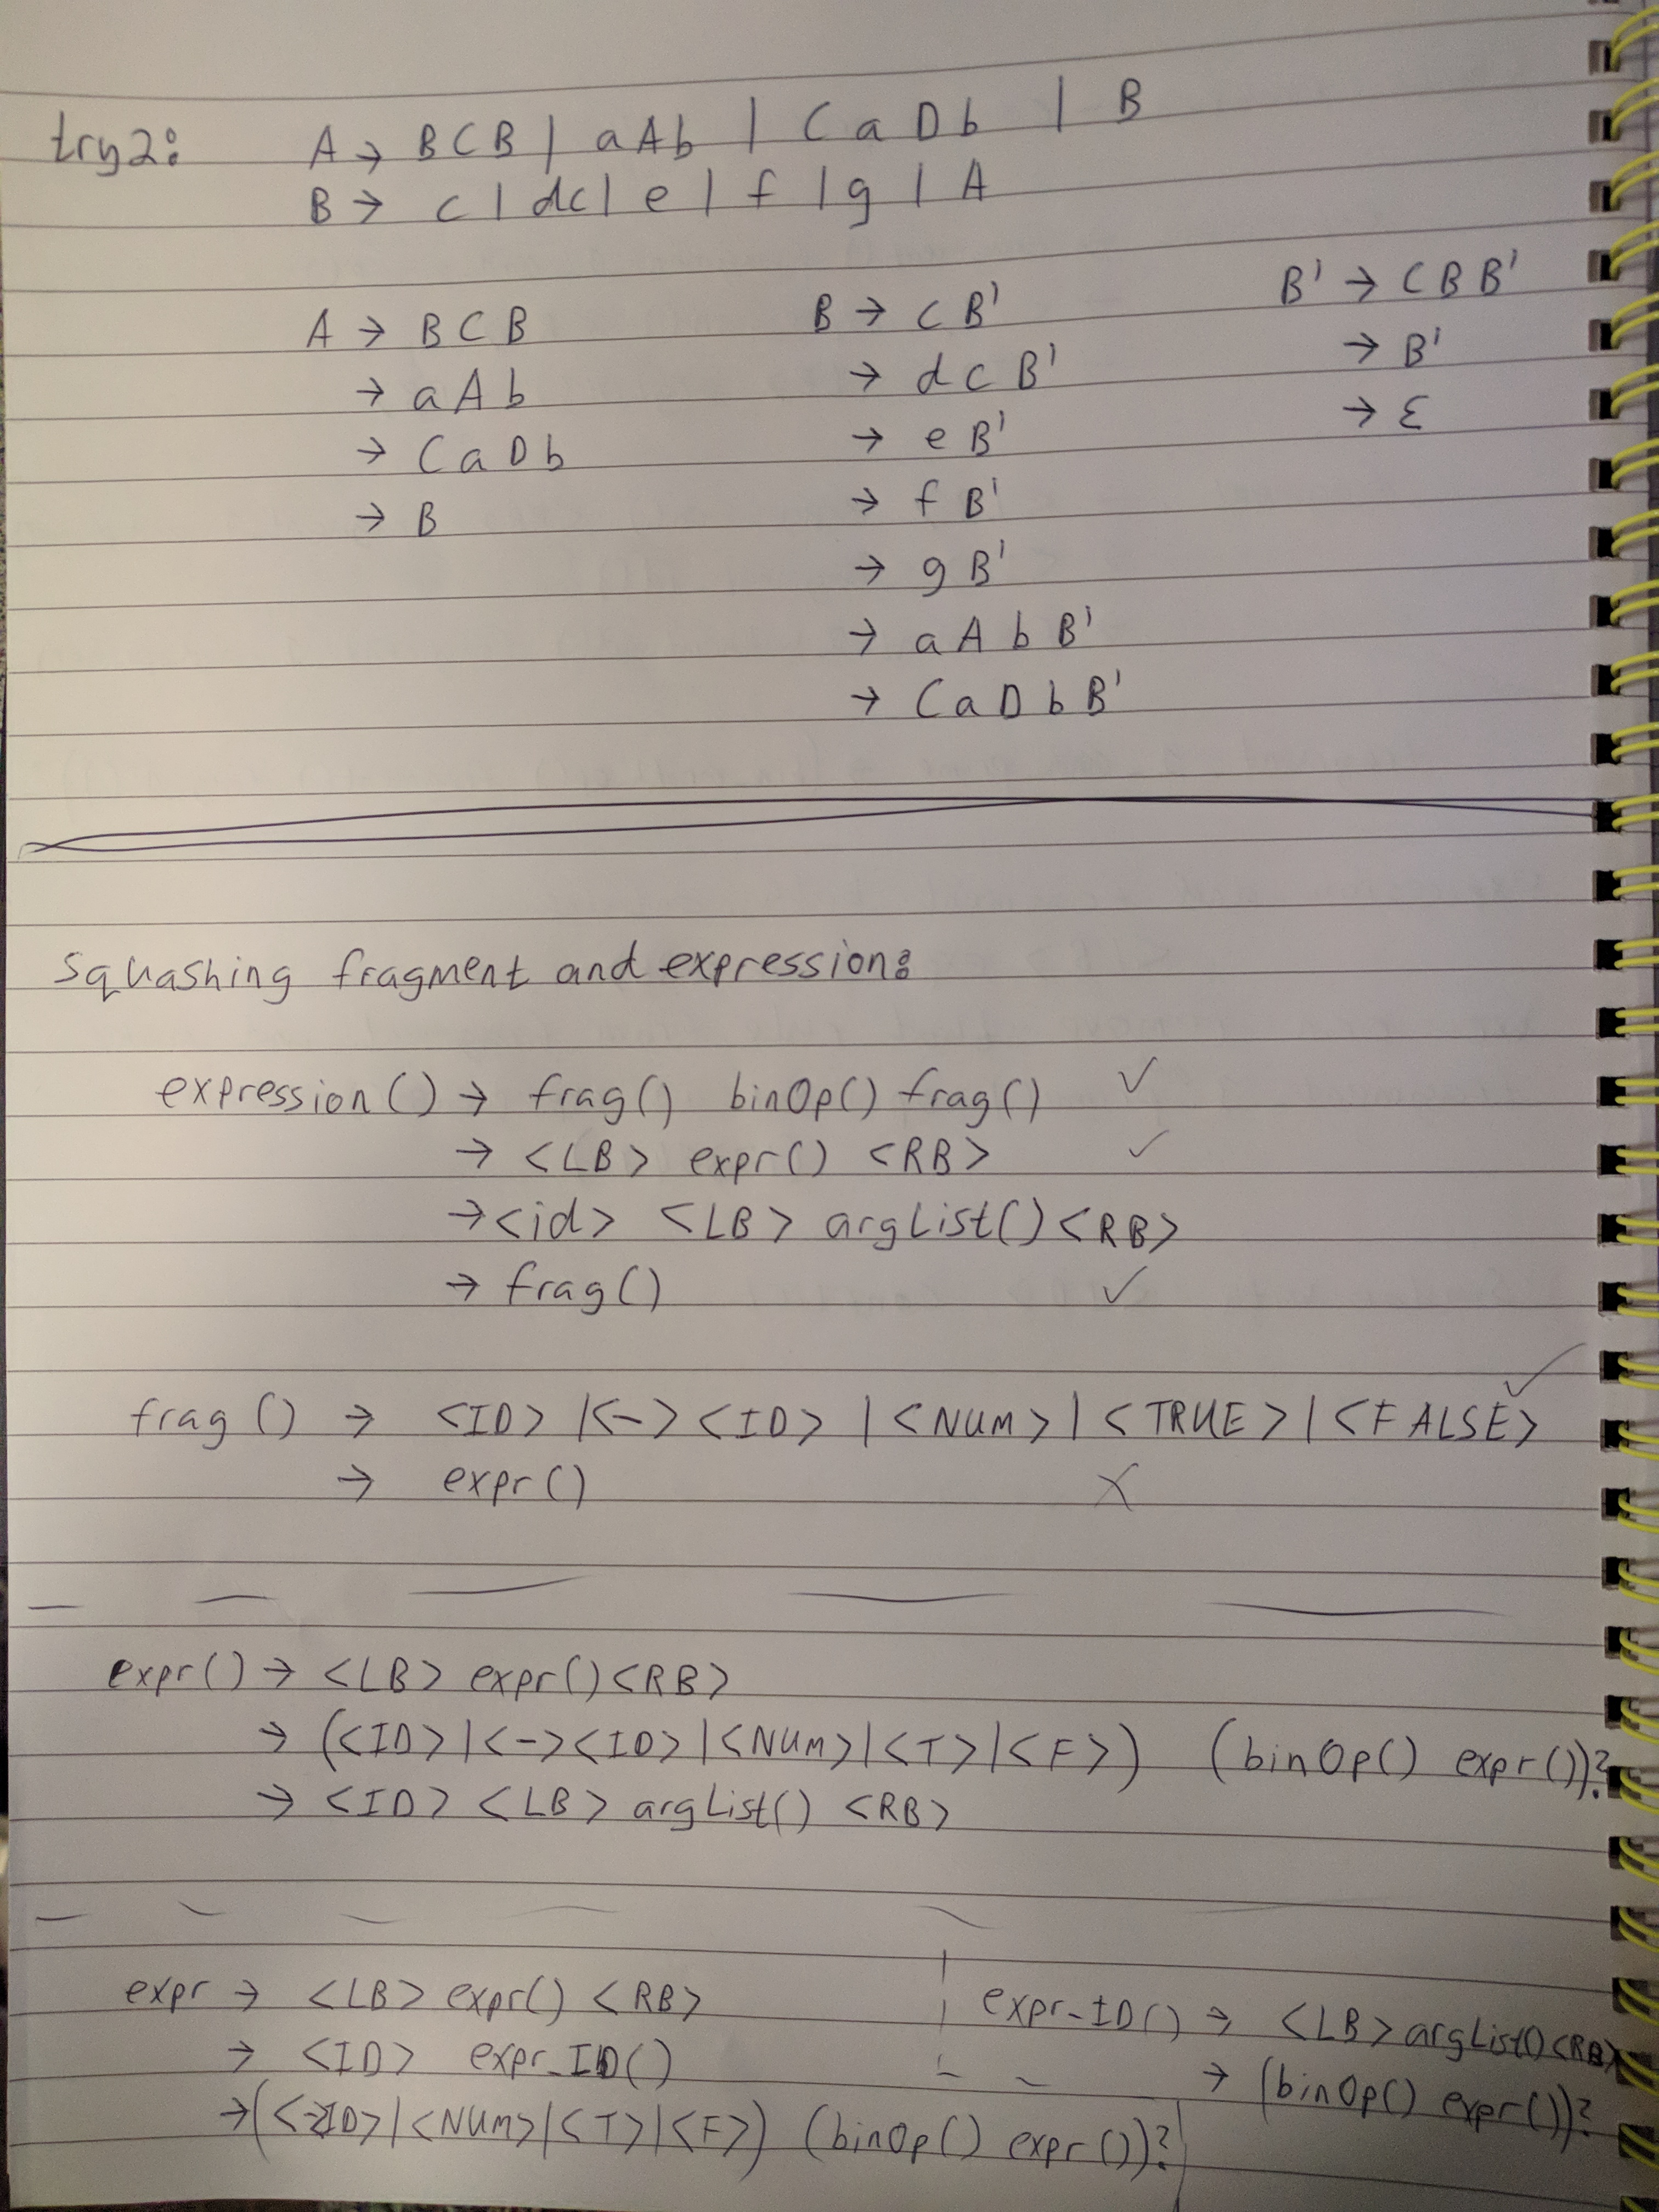 try2: A → BCB | aAb | CaDb | B
B → c | dc | e | f | g | A
A → BCB
→ aAb
→ CaDb
→ B
B → cB'
→ dcB'
→ eB'
→ fB'
→ gB'
→ aAbB'
→ CaDbB'
B' → CBB'
→ B'
→ ε
squashing fragment and expression:
expression() → frag() binOp() frag() ✓
→ <LB> expr() <RB> ✓
→ <id> <LB> argList() <RB>
→ frag() ✓
frag() → <ID> | <-> <ID> | <NUM> | <TRUE> | <FALSE> ✓
→ expr() X
expr() → <LB> expr() <RB>
→ (<ID> | <-> <ID> | <NUM> | <T> | <F>) (binOp() expr())?
→ <ID> <LB> argList() <RB>
expr → <LB> expr() <RB>
→ <ID> expr_ID()
→ (<-ID> | <NUM> | <T> | <F>) (binOp() expr())?
expr_ID() → <LB> argList() <RB>
→ (binOp() expr())?